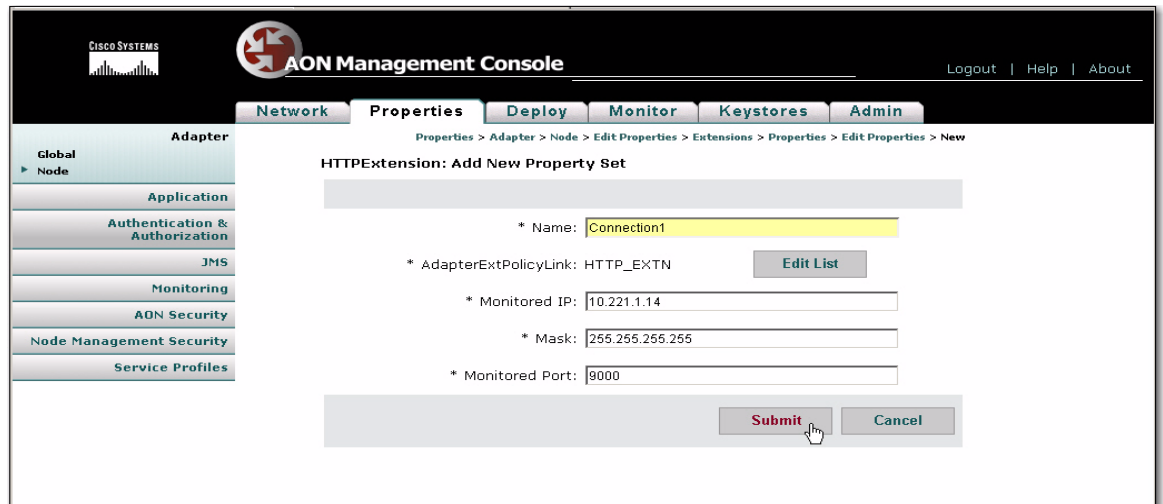 CISCO SYSTEMS
AON Management Console
Logout | Help | About
Network Properties Deploy Monitor Keystores Admin
Adapter
Global
Node
Application
Authentication & Authorization
JMS
Monitoring
AON Security
Node Management Security
Service Profiles
Properties > Adapter > Node > Edit Properties > Extensions > Properties > Edit Properties > New
HTTPExtension: Add New Property Set
* Name: Connection1
* AdapterExtPolicyLink: HTTP_EXTN Edit List
* Monitored IP: 10.221.1.14
* Mask: 255.255.255.255
* Monitored Port: 9000
Submit Cancel